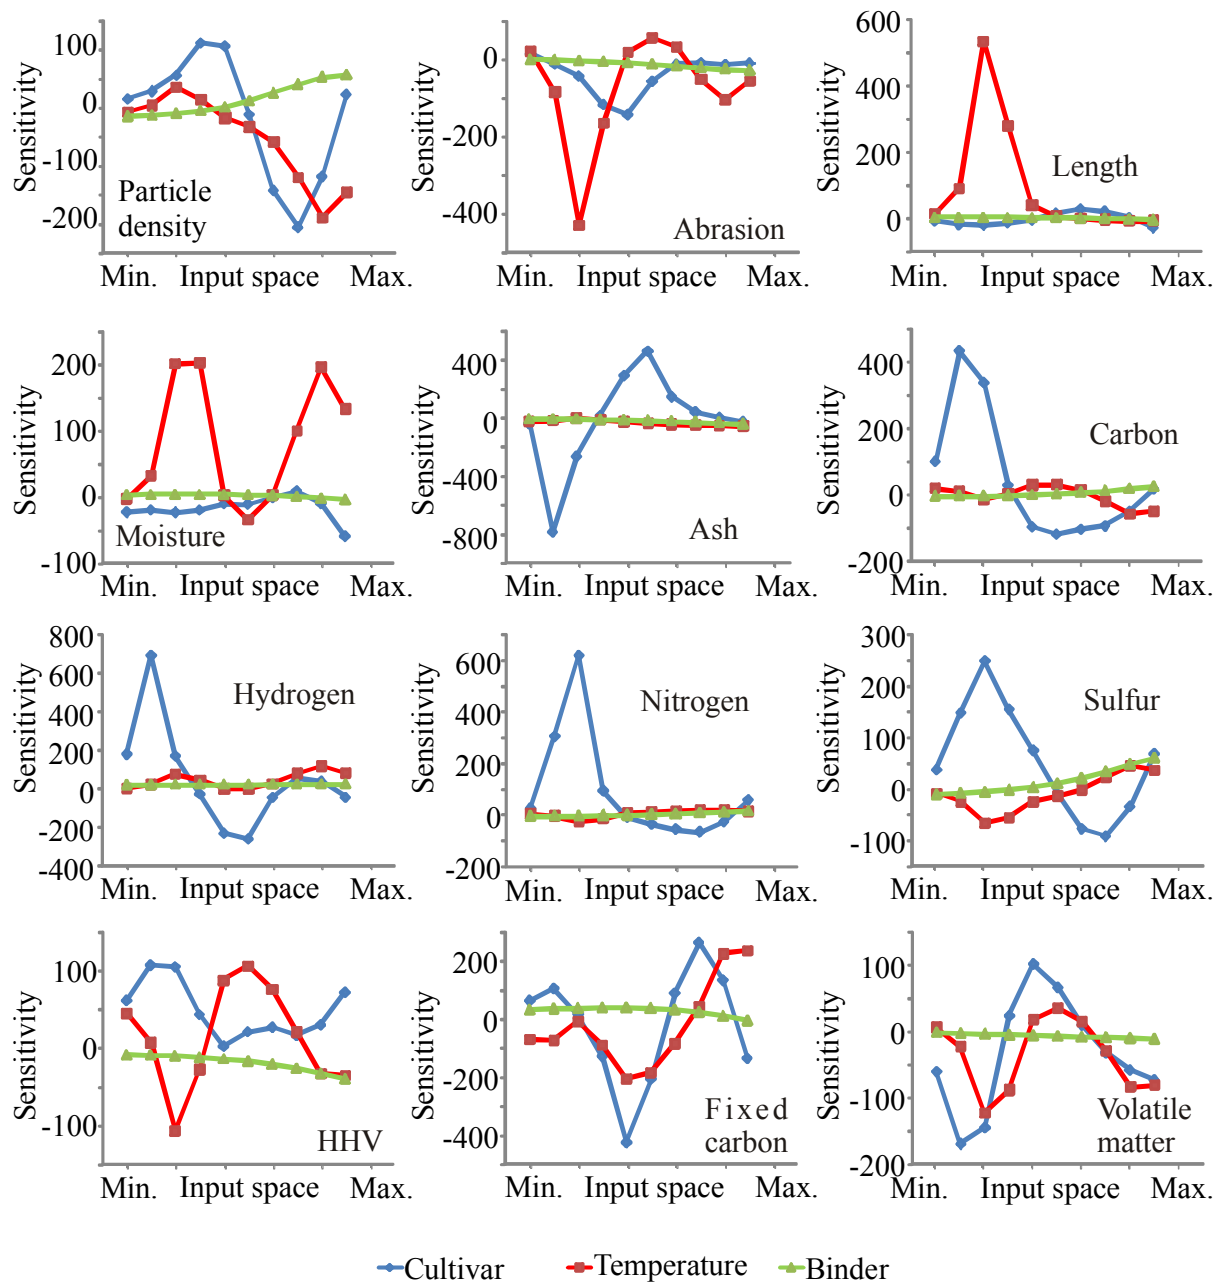 100
0
-100
-200
Sensitivity
Particle
density
Min. Input space Max.
0
-200
-400
Sensitivity
Abrasion
Min. Input space Max.
600
400
200
0
Sensitivity
Length
Min. Input space Max.
200
100
0
-100
Sensitivity
Moisture
Min. Input space Max.
400
200
0
-200
-400
-600
-800
Sensitivity
Ash
Min. Input space Max.
400
200
0
-200
Sensitivity
Carbon
Min. Input space Max.
800
600
400
200
0
-200
-400
Sensitivity
Hydrogen
Min. Input space Max.
600
400
200
0
-200
Sensitivity
Nitrogen
Min. Input space Max.
300
200
100
0
-100
Sensitivity
Sulfur
Min. Input space Max.
100
0
-100
Sensitivity
HHV
Min. Input space Max.
200
0
-200
-400
Sensitivity
Fixed
carbon
Min. Input space Max.
100
0
-100
-200
Sensitivity
Volatile
matter
Min. Input space Max.
Cultivar Temperature Binder